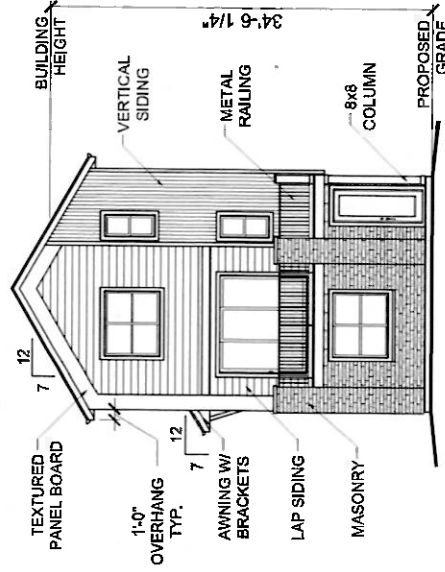 BUILDING
HEIGHT
34'-6 1/4"
VERTICAL
SIDING
METAL
RAILING
8x8
COLUMN
PROPOSED
GRADE
12
7
TEXTURED
PANEL BOARD
1'-0"
OVERHANG
TYP.
12
7
AWNING W/
BRACKETS
LAP SIDING
MASONRY